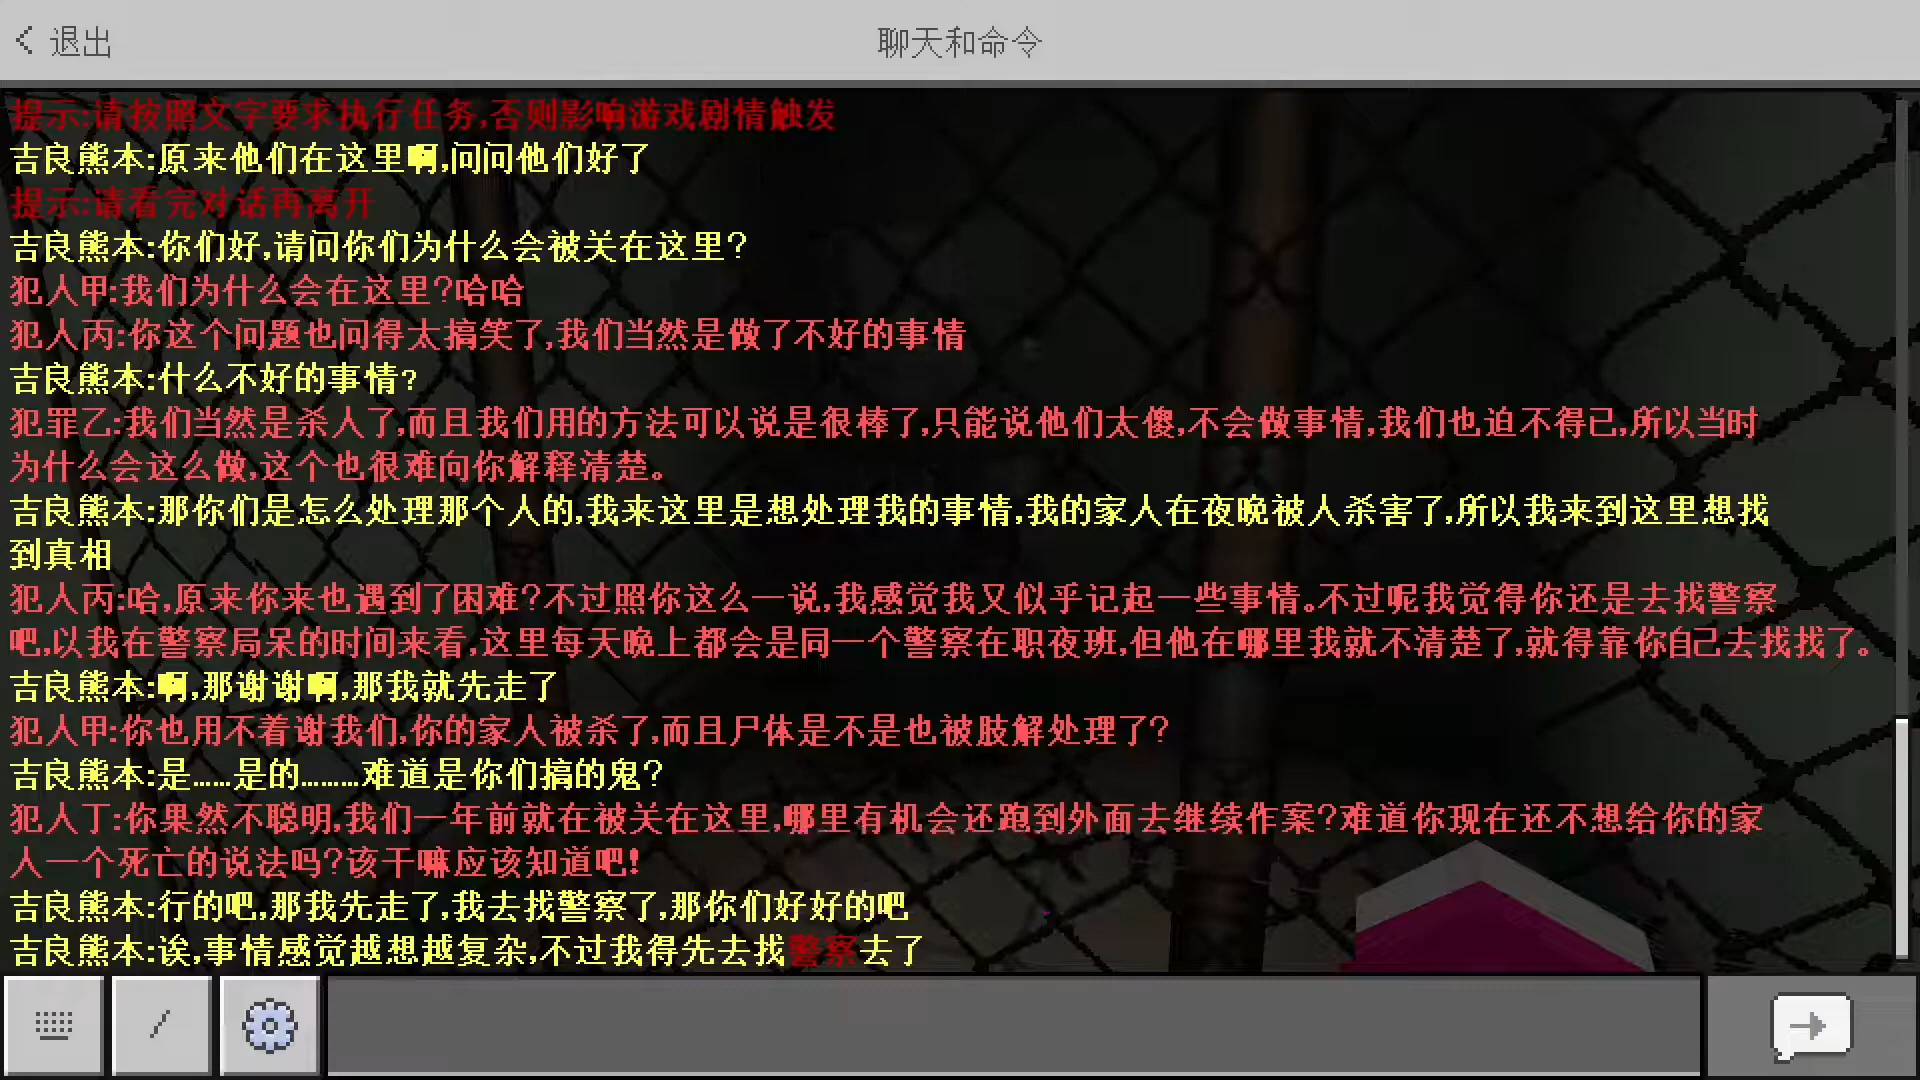 退出
聊天和命令
提示:请按照文字要求执行任务,否则影响游戏剧情触发
吉良熊本:原来他们在这里啊,问问他们好了
提示:请看完对话再离开
吉良熊本:你们好,请问你们为什么会被关在这里?
犯人甲:我们为什么会在这里?哈哈
犯人丙:你这个问题也问得太搞笑了,我们当然是做了不好的事情
吉良熊本:什么不好的事情?
犯罪乙:我们当然是杀人了,而且我们用的方法可以说是很棒了,只能说他们太傻,不会做事情,我们也迫不得已,所以当时
为什么会这么做,这个也很难向你解释清楚。
吉良熊本:那你们是怎么处理那个人的,我来这里是想处理我的事情,我的家人在夜晚被人杀害了,所以我来到这里想找
到真相
犯人丙:哈,原来你来也遇到了困难?不过照你这么一说,我感觉我又似乎记起一些事情。不过呢我觉得你还是去找警察
吧,以我在警察局呆的时间来看,这里每天晚上都会是同一个警察在职夜班,但他在哪里我就不清楚了,就得靠你自己去找找了。
吉良熊本:啊,那谢谢啊,那我就先走了
犯人甲:你也用不着谢我们,你的家人被杀了,而且尸体是不是也被肢解处理了?
吉良熊本:是……是的………难道是你们搞的鬼?
犯人丁:你果然不聪明,我们一年前就在被关在这里,哪里有机会还跑到外面去继续作案?难道你现在还不想给你的家
人一个死亡的说法吗?该干嘛应该知道吧!
吉良熊本:行的吧,那我先走了,我去找警察了,那你们好好的吧
吉良熊本:诶,事情感觉越想越复杂,不过我得先去找警察去了